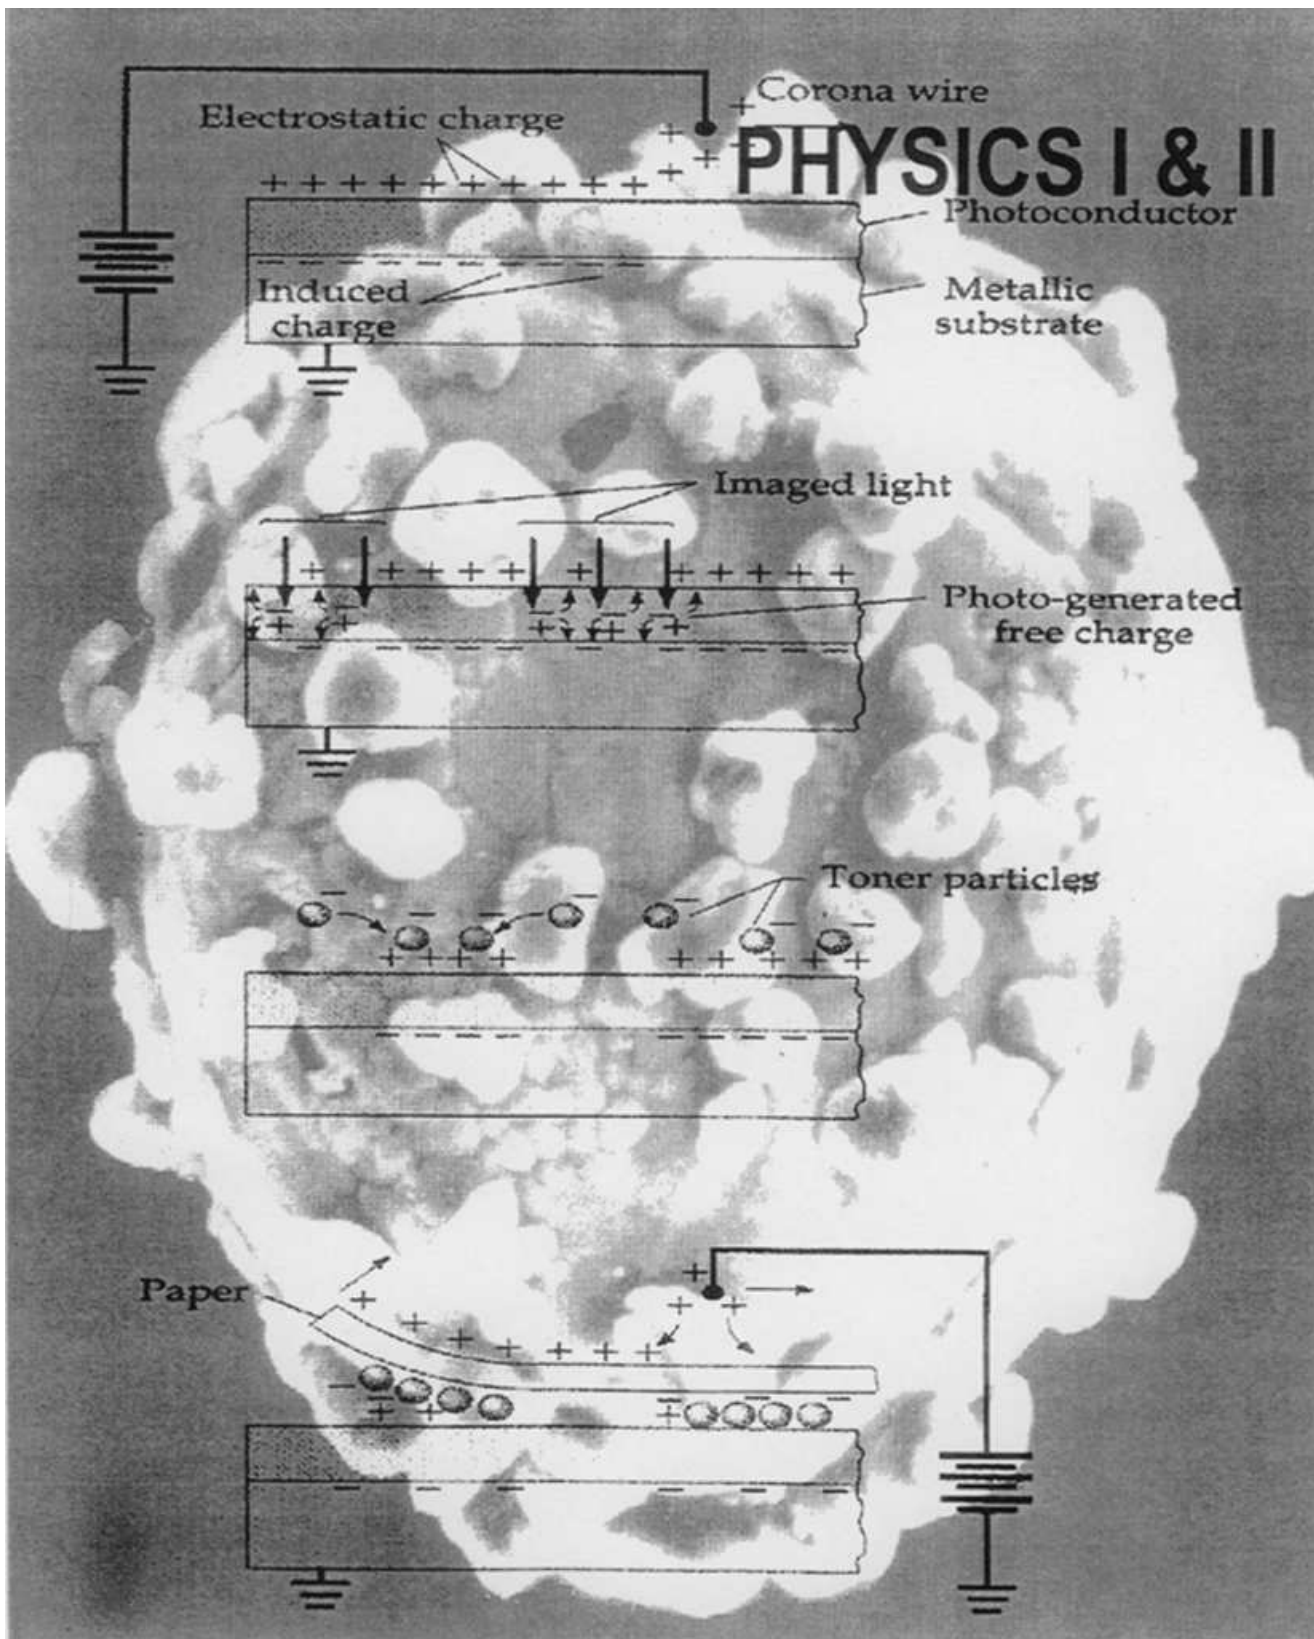 Corona wire
Electrostatic charge
PHYSICS I & II
Photoconductor
Induced
charge
Metallic
substrate
Imaged light
Photo-generated
free charge
Toner particles
Paper